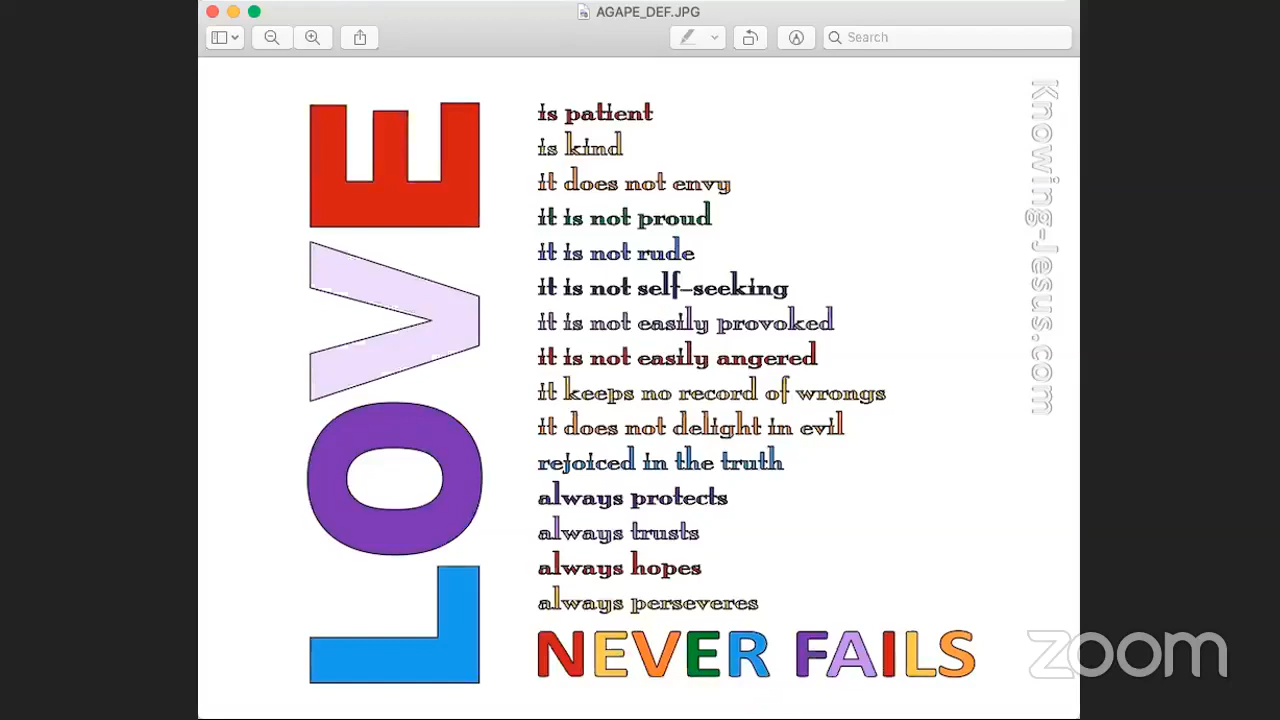 AGAPE_DEF.JPG
Search
LOVE
is patient
is kind
it does not envy
it is not proud
it is not rude
it is not self-seeking
it is not easily provoked
it is not easily angered
it keeps no record of wrongs
it does not delight in evil
rejoiced in the truth
always protects
always trusts
always hopes
always perseveres
NEVER FAILS
Knowing-Jesus.com
zoom